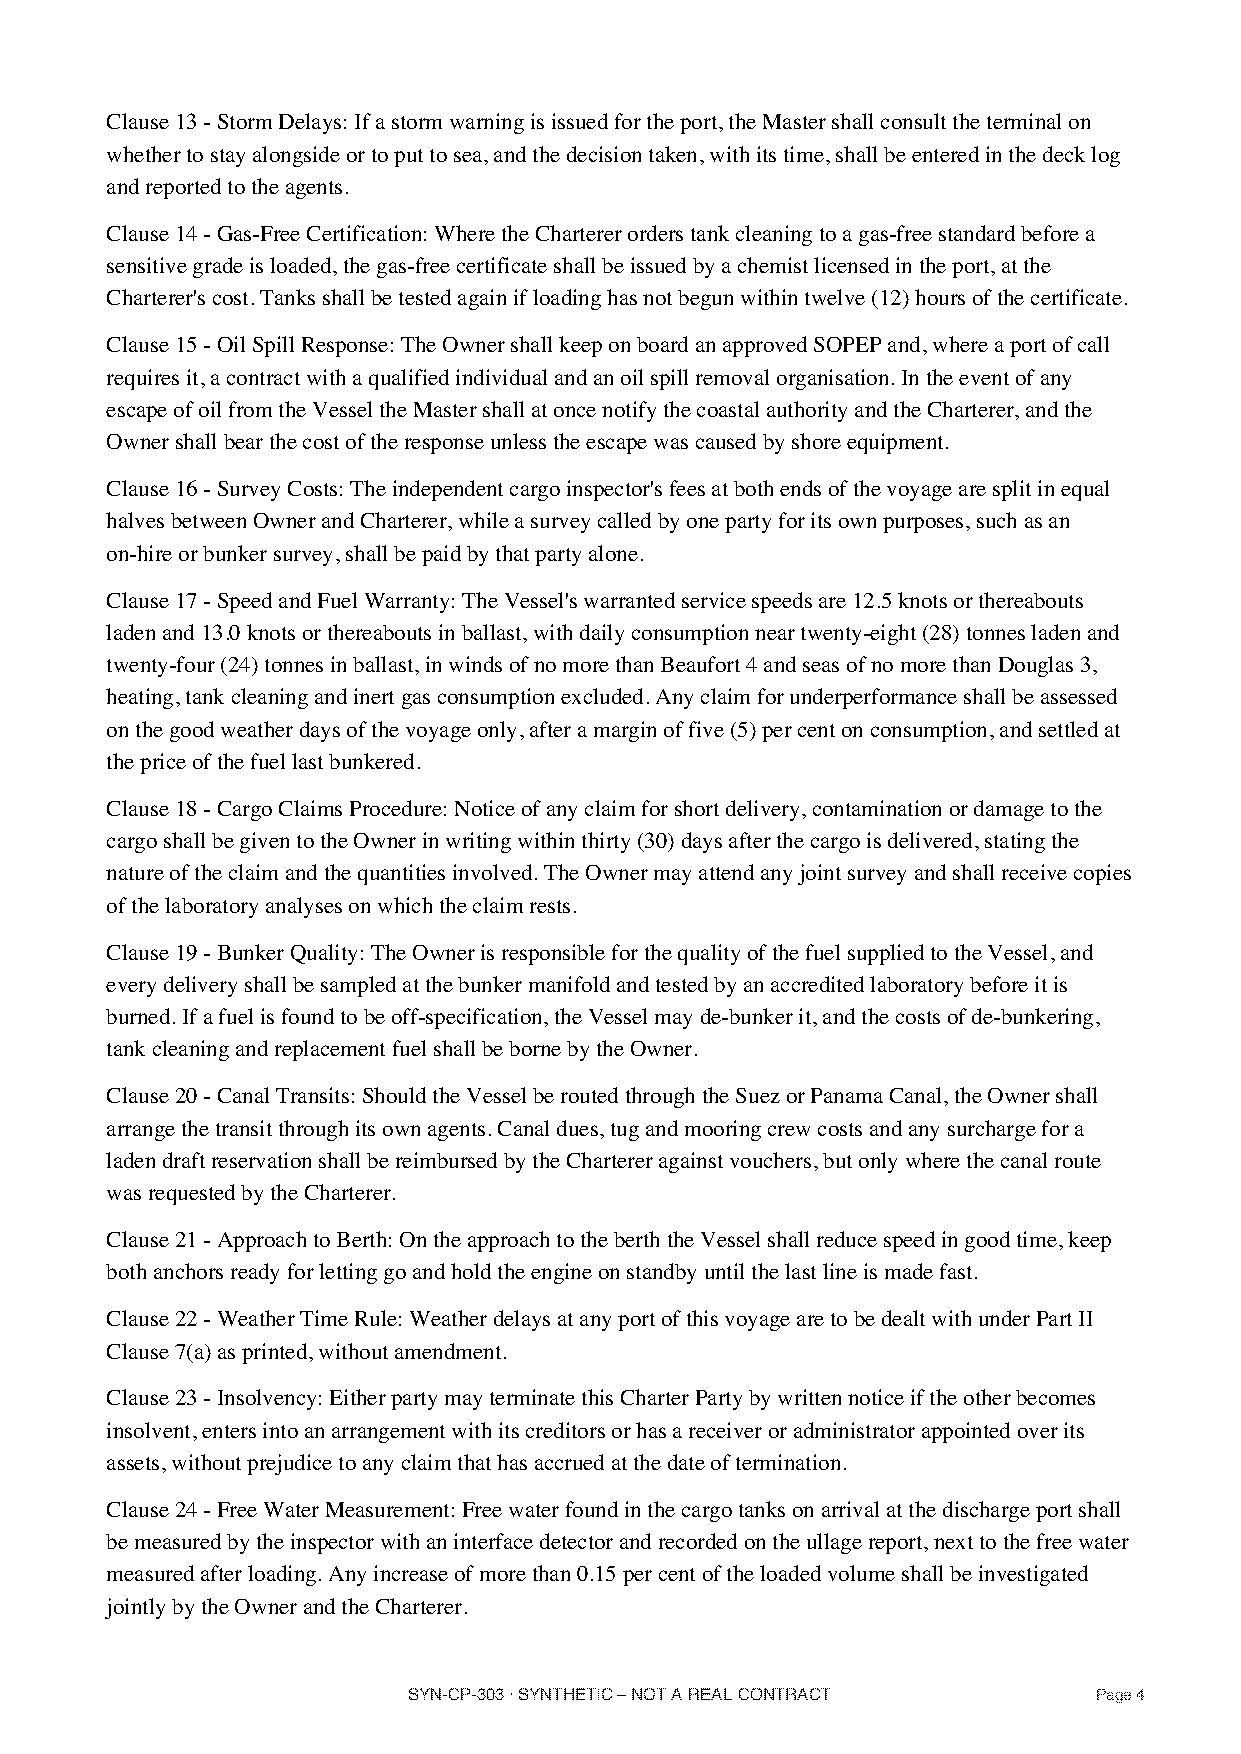 Clause 13 - Storm Delays: If a storm warning is issued for the port, the Master shall consult the terminal on
whether to stay alongside or to put to sea, and the decision taken, with its time, shall be entered in the deck log
and reported to the agents.
Clause 14 - Gas-Free Certification: Where the Charterer orders tank cleaning to a gas-free standard before a
sensitive grade is loaded, the gas-free certificate shall be issued by a chemist licensed in the port, at the
Charterer's cost. Tanks shall be tested again if loading has not begun within twelve (12) hours of the certificate.
Clause 15 - Oil Spill Response: The Owner shall keep on board an approved SOPEP and, where a port of call
requires it, a contract with a qualified individual and an oil spill removal organisation. In the event of any
escape of oil from the Vessel the Master shall at once notify the coastal authority and the Charterer, and the
Owner shall bear the cost of the response unless the escape was caused by shore equipment.
Clause 16 - Survey Costs: The independent cargo inspector's fees at both ends of the voyage are split in equal
halves between Owner and Charterer, while a survey called by one party for its own purposes, such as an
on-hire or bunker survey, shall be paid by that party alone.
Clause 17 - Speed and Fuel Warranty: The Vessel's warranted service speeds are 12.5 knots or thereabouts
laden and 13.0 knots or thereabouts in ballast, with daily consumption near twenty-eight (28) tonnes laden and
twenty-four (24) tonnes in ballast, in winds of no more than Beaufort 4 and seas of no more than Douglas 3,
heating, tank cleaning and inert gas consumption excluded. Any claim for underperformance shall be assessed
on the good weather days of the voyage only, after a margin of five (5) per cent on consumption, and settled at
the price of the fuel last bunkered.
Clause 18 - Cargo Claims Procedure: Notice of any claim for short delivery, contamination or damage to the
cargo shall be given to the Owner in writing within thirty (30) days after the cargo is delivered, stating the
nature of the claim and the quantities involved. The Owner may attend any joint survey and shall receive copies
of the laboratory analyses on which the claim rests.
Clause 19 - Bunker Quality: The Owner is responsible for the quality of the fuel supplied to the Vessel, and
every delivery shall be sampled at the bunker manifold and tested by an accredited laboratory before it is
burned. If a fuel is found to be off-specification, the Vessel may de-bunker it, and the costs of de-bunkering,
tank cleaning and replacement fuel shall be borne by the Owner.
Clause 20 - Canal Transits: Should the Vessel be routed through the Suez or Panama Canal, the Owner shall
arrange the transit through its own agents. Canal dues, tug and mooring crew costs and any surcharge for a
laden draft reservation shall be reimbursed by the Charterer against vouchers, but only where the canal route
was requested by the Charterer.
Clause 21 - Approach to Berth: On the approach to the berth the Vessel shall reduce speed in good time, keep
both anchors ready for letting go and hold the engine on standby until the last line is made fast.
Clause 22 - Weather Time Rule: Weather delays at any port of this voyage are to be dealt with under Part II
Clause 7(a) as printed, without amendment.
Clause 23 - Insolvency: Either party may terminate this Charter Party by written notice if the other becomes
insolvent, enters into an arrangement with its creditors or has a receiver or administrator appointed over its
assets, without prejudice to any claim that has accrued at the date of termination.
Clause 24 - Free Water Measurement: Free water found in the cargo tanks on arrival at the discharge port shall
be measured by the inspector with an interface detector and recorded on the ullage report, next to the free water
measured after loading. Any increase of more than 0.15 per cent of the loaded volume shall be investigated
jointly by the Owner and the Charterer.
SYN-CP-303 · SYNTHETIC – NOT A REAL CONTRACT
Page 4